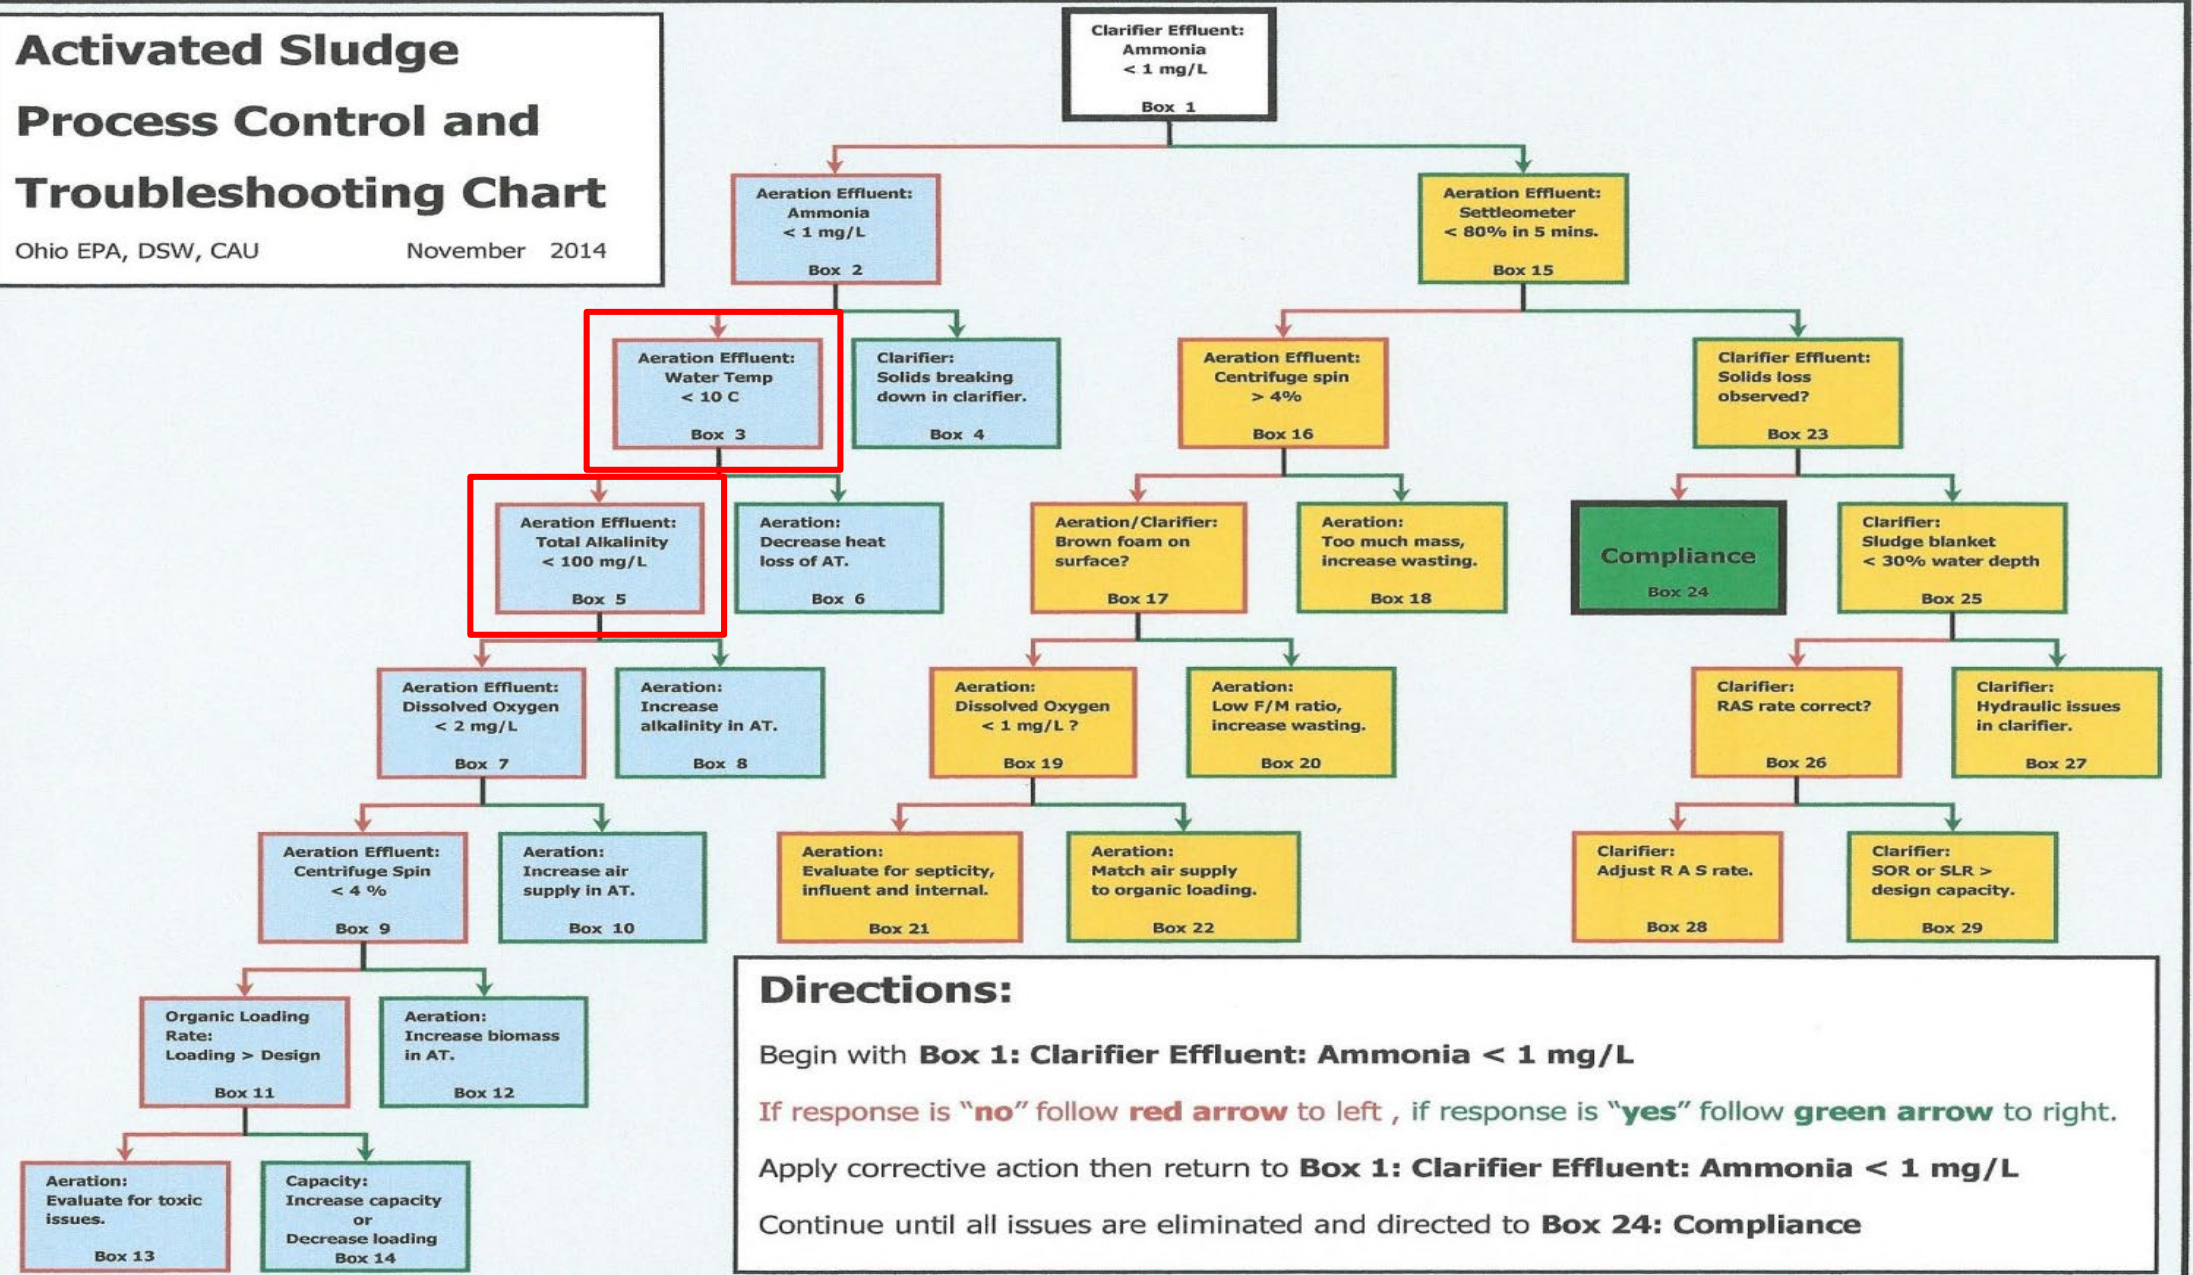 Activated Sludge
Process Control and
Troubleshooting Chart
Ohio EPA, DSW, CAU November 2014
Clarifier Effluent:
Ammonia
< 1 mg/L
Box 1
Aeration Effluent:
Ammonia
< 1 mg/L
Box 2
Aeration Effluent:
Settleometer
< 80% in 5 mins.
Box 15
Aeration Effluent:
Water Temp
< 10 C
Box 3
Clarifier:
Solids breaking
down in clarifier.
Box 4
Aeration Effluent:
Centrifuge spin
> 4%
Box 16
Clarifier Effluent:
Solids loss
observed?
Box 23
Aeration Effluent:
Total Alkalinity
< 100 mg/L
Box 5
Aeration:
Decrease heat
loss of AT.
Box 6
Aeration/Clarifier:
Brown foam on
surface?
Box 17
Aeration:
Too much mass,
increase wasting.
Box 18
Compliance
Box 24
Clarifier:
Sludge blanket
< 30% water depth
Box 25
Aeration Effluent:
Dissolved Oxygen
< 2 mg/L
Box 7
Aeration:
Increase
alkalinity in AT.
Box 8
Aeration:
Dissolved Oxygen
< 1 mg/L ?
Box 19
Aeration:
Low F/M ratio,
increase wasting.
Box 20
Clarifier:
RAS rate correct?
Box 26
Clarifier:
Hydraulic issues
in clarifier.
Box 27
Aeration Effluent:
Centrifuge Spin
< 4 %
Box 9
Aeration:
Increase air
supply in AT.
Box 10
Aeration:
Evaluate for septicity,
influent and internal.
Box 21
Aeration:
Match air supply
to organic loading.
Box 22
Clarifier:
Adjust R A S rate.
Box 28
Clarifier:
SOR or SLR >
design capacity.
Box 29
Organic Loading
Rate:
Loading > Design
Box 11
Aeration:
Increase biomass
in AT.
Box 12
Aeration:
Evaluate for toxic
issues.
Box 13
Capacity:
Increase capacity
or
Decrease loading
Box 14
Directions:
Begin with Box 1: Clarifier Effluent: Ammonia < 1 mg/L
If response is “no” follow red arrow to left , if response is “yes” follow green arrow to right.
Apply corrective action then return to Box 1: Clarifier Effluent: Ammonia < 1 mg/L
Continue until all issues are eliminated and directed to Box 24: Compliance